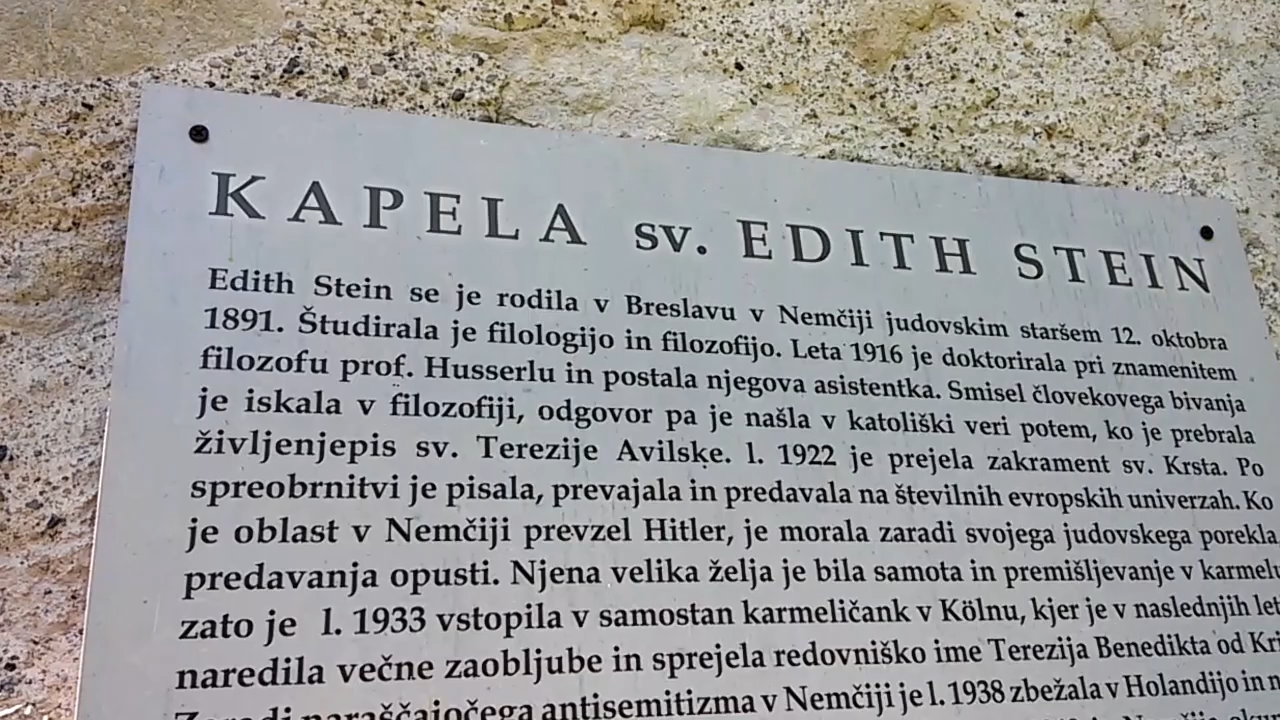 KAPELA sv. EDITH STEIN
Edith Stein se je rodila v Breslavu v Nemčiji judovskim staršem 12. oktobra
1891. Študirala je filologijo in filozofijo. Leta 1916 je doktorirala pri znamenitem
filozofu prof. Husserlu in postala njegova asistentka. Smisel človekovega bivanja
je iskala v filozofiji, odgovor pa je našla v katoliški veri potem, ko je prebrala
življenjepis sv. Terezije Avilske. l. 1922 je prejela zakrament sv. Krsta. Po
spreobrnitvi je pisala, prevajala in predavala na številnih evropskih univerzah. Ko
je oblast v Nemčiji prevzel Hitler, je morala zaradi svojega judovskega porekla
predavanja opusti. Njena velika želja je bila samota in premišljevanje v karmelu
zato je l. 1933 vstopila v samostan karmeličank v Kölnu, kjer je v naslednjih let
naredila večne zaobljube in sprejela redovniško ime Terezija Benedikta od Kri
Zaradi naraščajočega antisemitizma v Nemčiji je l. 1938 zbežala v Holandijo in n